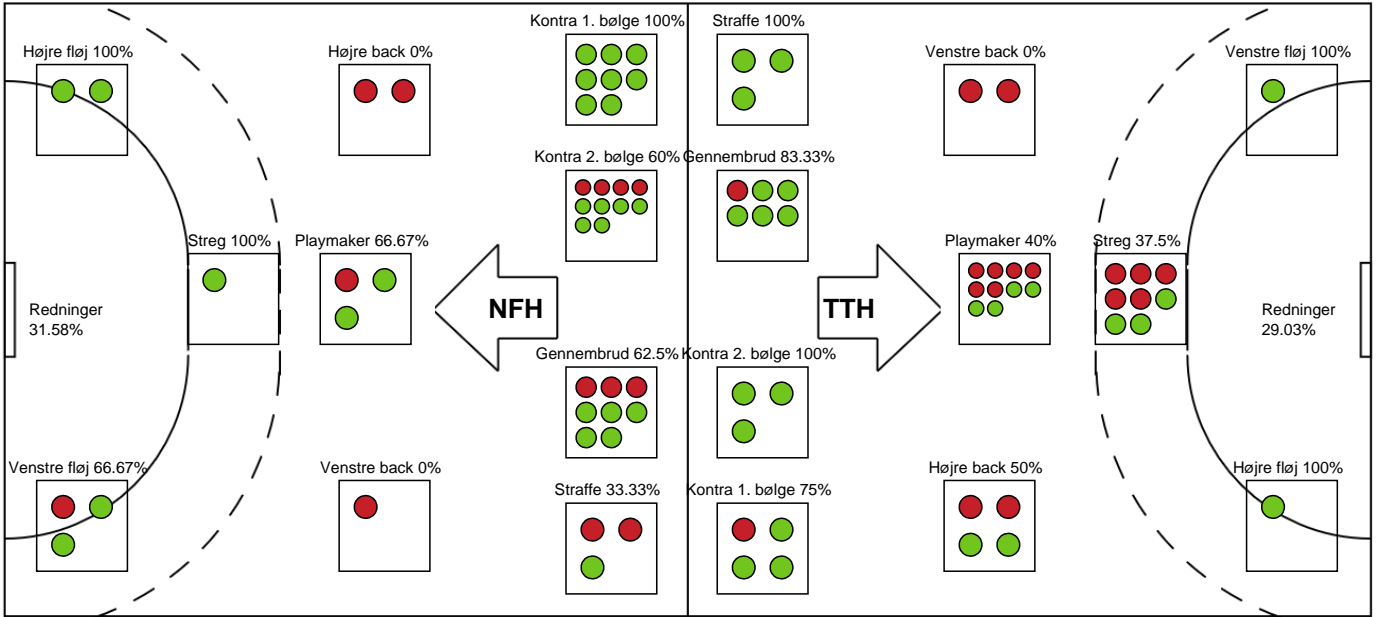 Kontra 1. bølge 100%
Straffe 100%
Højre fløj 100%
Højre back 0%
Venstre back 0%
Venstre fløj 100%
Kontra 2. bølge 60%
Gennembrud 83.33%
Streg 100%
Playmaker 66.67%
Playmaker 40%
Streg 37.5%
Redninger
31.58%
NFH
TTH
Redninger
29.03%
Gennembrud 62.5%
Kontra 2. bølge 100%
Venstre fløj 66.67%
Venstre back 0%
Højre back 50%
Højre fløj 100%
Straffe 33.33%
Kontra 1. bølge 75%